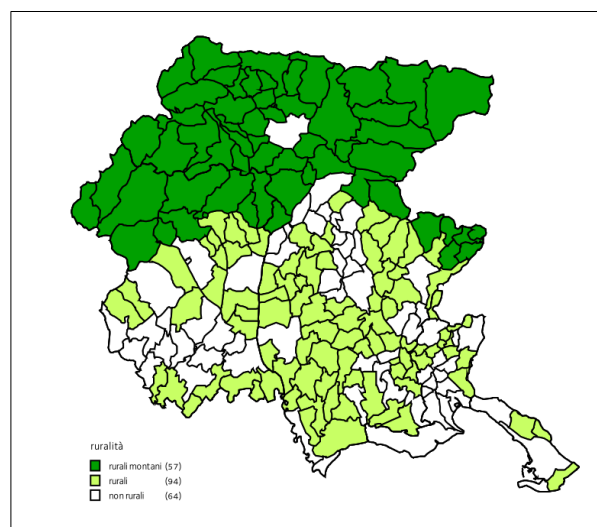 ruralità
rurali montani (57)
rurali (94)
non rurali (64)